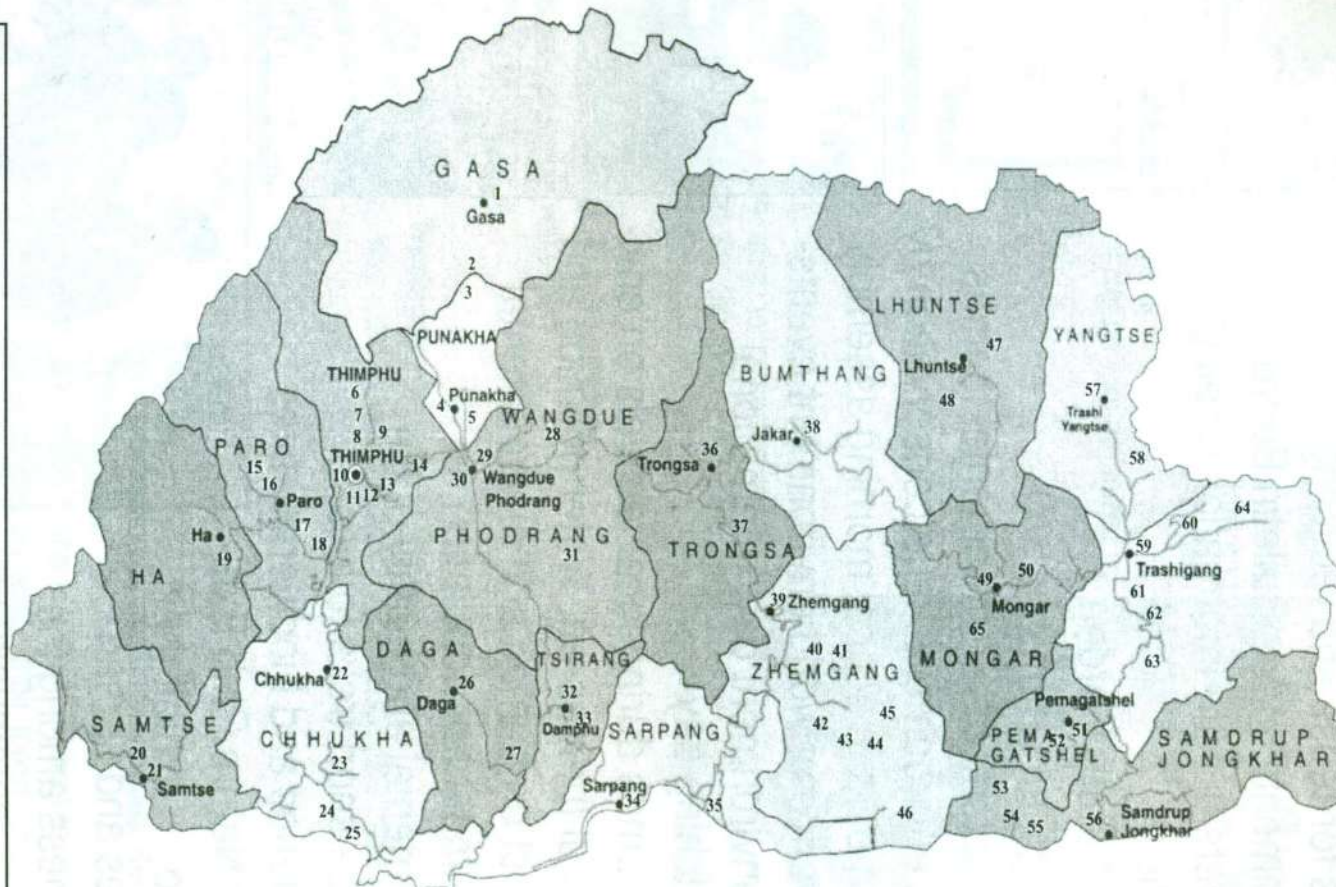 GASA
1
Gasa
2
3
PUNAKHA
THIMPHU
6
4 Punakha
5
7
8 9
THIMPHU
10
11 12 13
14
PARO
15
16
Paro
17
18
Ha
19
HA
WANGDUE
28
29
30 Wangdue
Phodrang
PHODRANG
31
BUMTHANG
Jakar 38
36
Trongsa
37
TRONGSA
LHUNTSE
47
Lhuntse
48
YANGTSE
57
Trashi
Yangtse
58
60 64
59
Trashigang
61
62
63
49 50
Mongar
65
MONGAR
39 Zhemgang
40 41
ZHEMGANG
42 43 44 45
46
DAGA
26
Daga
27
TSIRANG
32
33
Damphu
SARPANG
Sarpang
34
35
Chhukha 22
CHHUKHA
23
24
25
SAMTSE
20
21
Samtse
Pemagatshel
51
52
PEMA
GATSHEL
53
54 55
SAMDRUP
JONGKHAR
56 Samdrup
Jongkhar